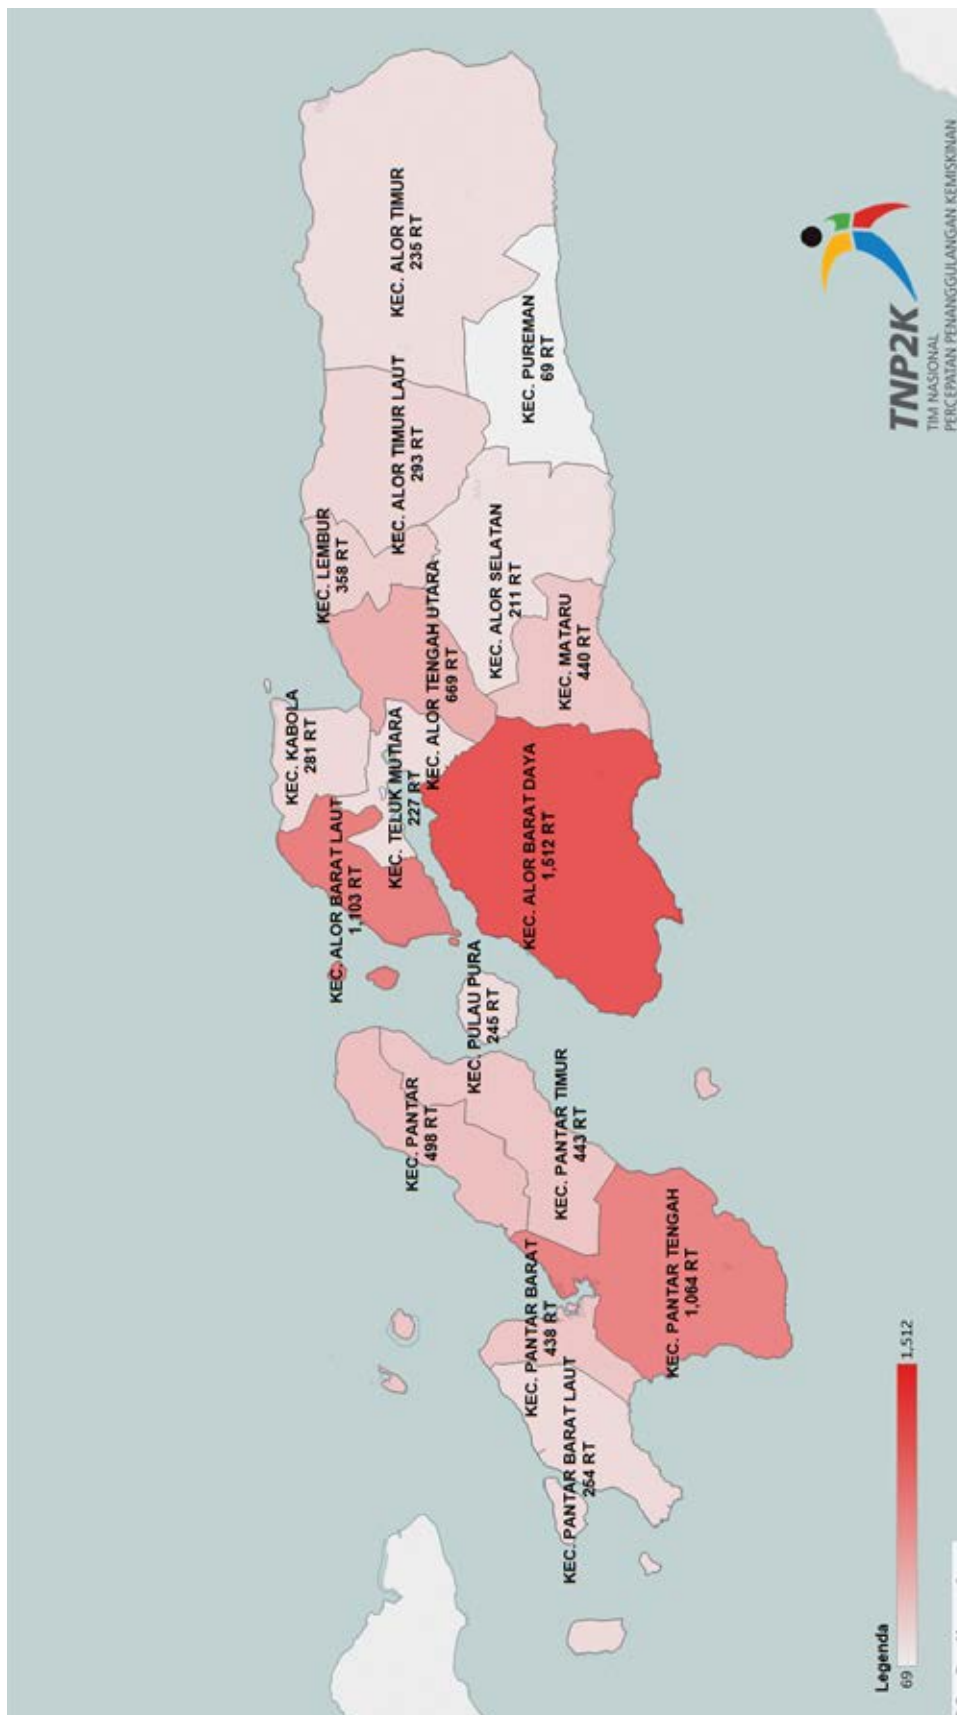 KEC. ALOR TIMUR
235 RT
KEC. PUREMAN
69 RT
KEC. ALOR TIMUR LAUT
293 RT
KEC. LEMBUR
358 RT
KEC. ALOR SELATAN
211 RT
KEC. MATARU
440 RT
KEC. ALOR TENGAH UTARA
669 RT
KEC. KABOLA
281 RT
KEC. TELUK MUTIARA
227 RT
KEC. ALOR BARAT LAUT
1,103 RT
KEC. ALOR BARAT DAYA
1,512 RT
KEC. PULAU PURA
245 RT
KEC. PANTAR
498 RT
KEC. PANTAR TIMUR
443 RT
KEC. PANTAR TENGAH
1,064 RT
KEC. PANTAR BARAT
438 RT
KEC. PANTAR BARAT LAUT
254 RT
Legenda
69
1,512
TNP2K
TIM NASIONAL
PERCEPATAN PENANGGULANGAN KEMISKINAN